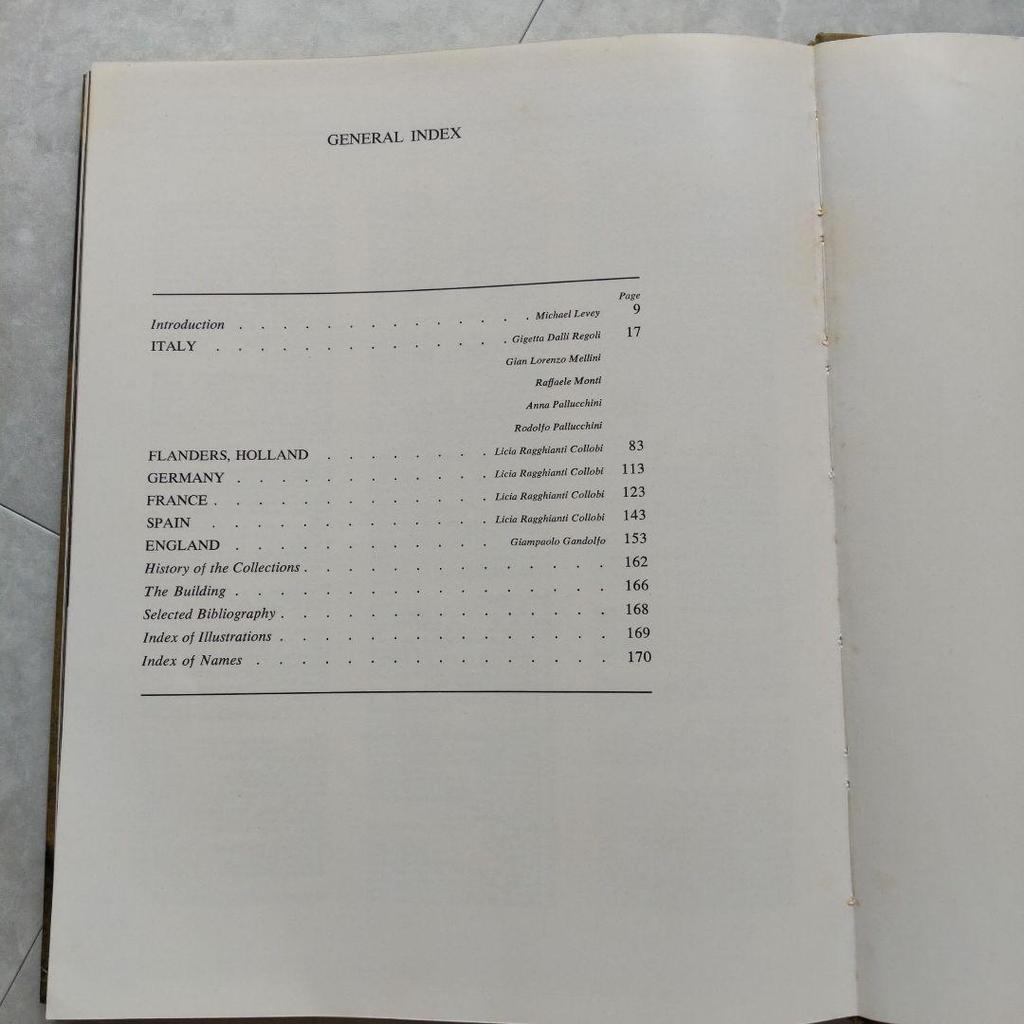 GENERAL INDEX
Page
Introduction . . . . . . . . . . . . . . Michael Levey 9
ITALY . . . . . . . . . . . . . . Gigetta Dalli Regoli 17
Gian Lorenzo Mellini
Raffaele Monti
Anna Pallucchini
Rodolfo Pallucchini
FLANDERS, HOLLAND . . . . . . . . Licia Ragghianti Collobi 83
GERMANY . . . . . . . . . . . . Licia Ragghianti Collobi 113
FRANCE . . . . . . . . . . . . . Licia Ragghianti Collobi 123
SPAIN . . . . . . . . . . . . . Licia Ragghianti Collobi 143
ENGLAND . . . . . . . . . . . . Giampaolo Gandolfo 153
History of the Collections . . . . . . . . . . . . . . 162
The Building . . . . . . . . . . . . . . . . . 166
Selected Bibliography . . . . . . . . . . . . . . . 168
Index of Illustrations . . . . . . . . . . . . . . . 169
Index of Names . . . . . . . . . . . . . . . . 170